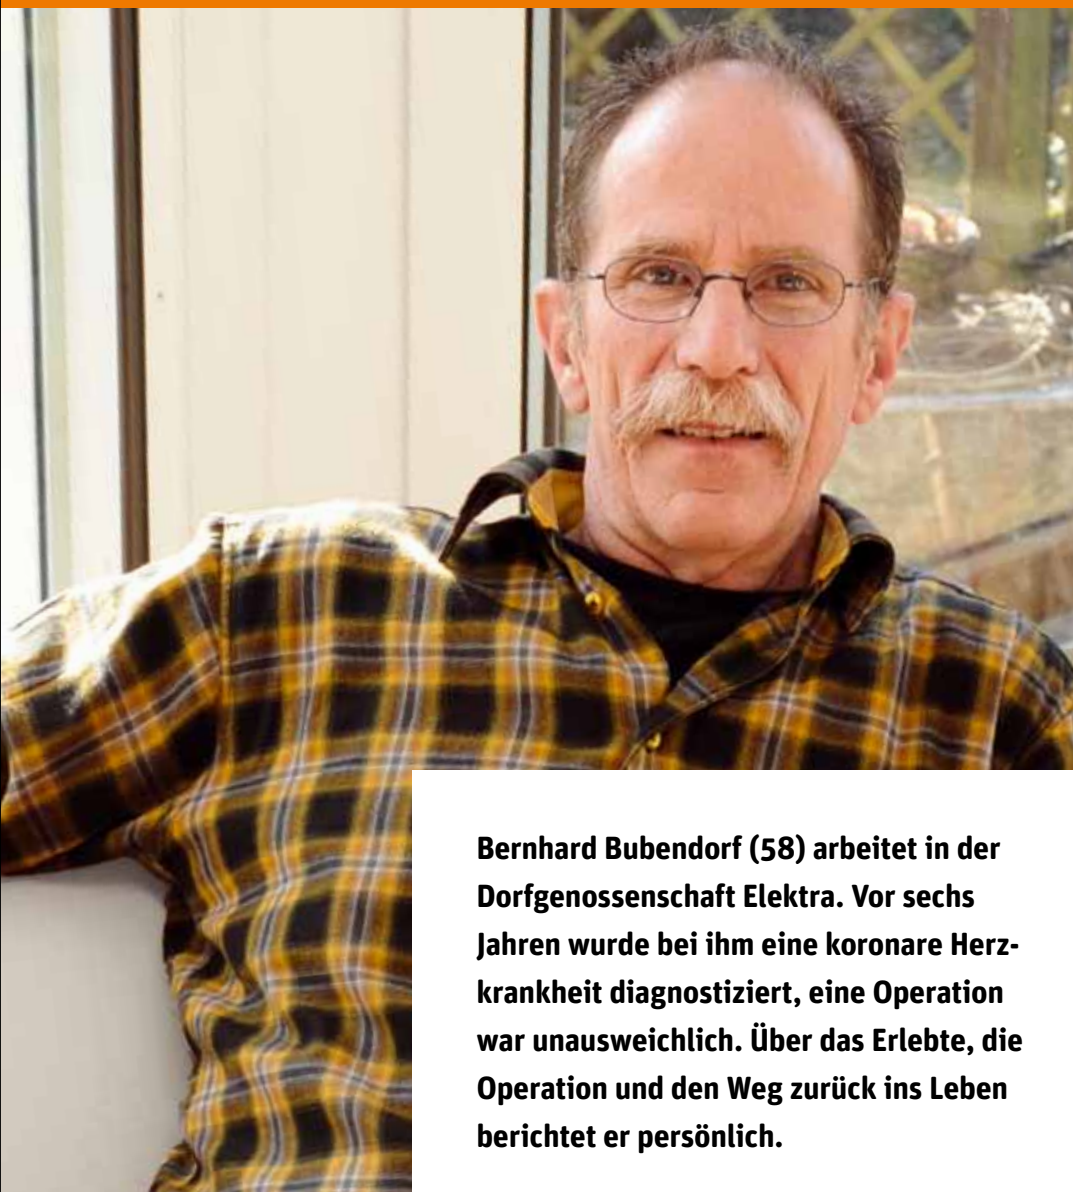 Bernhard Bubendorf (58) arbeitet in der
Dorfgenossenschaft Elektra. Vor sechs
Jahren wurde bei ihm eine koronare Herz-
krankheit diagnostiziert, eine Operation
war unausweichlich. Über das Erlebte, die
Operation und den Weg zurück ins Leben
berichtet er persönlich.